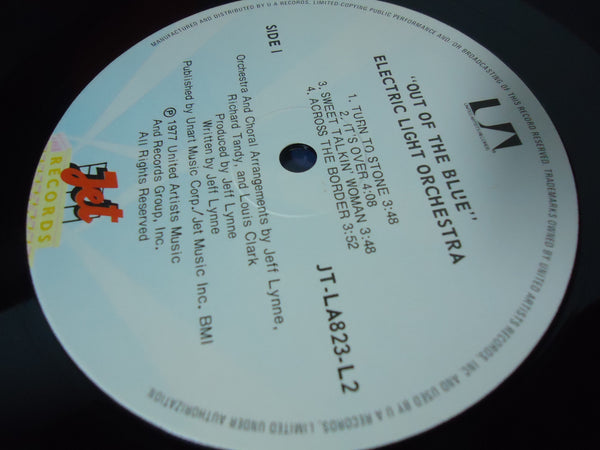 MANUFACTURED AND DISTRIBUTED BY U A RECORDS, LIMITED-COPYING PUBLIC PERFORMANCE AND/OR BROADCASTING OF THIS RECORD RESERVED. TRADEMARKS OWNED BY UNITED ARTISTS RECORDS, INC AND USED BY U A RECORDS, LIMITED UNDER AUTHORIZATION
UA
SIDE 1
"OUT OF THE BLUE"
ELECTRIC LIGHT ORCHESTRA
1. TURN TO STONE 3:48
2. IT'S OVER 4:06
3. SWEET TALKIN' WOMAN 3:48
4. ACROSS THE BORDER 3:52
JT-LA823-L.2
Orchestra And Choral Arrangements by Jeff Lynne,
Richard Tandy, and Louis Clark
Produced by Jeff Lynne
Written by Jeff Lynne
Published by Unart Music Corp./Jet Music Inc. BMI
℗ 1977 United Artists Music
And Records Group, Inc.
All Rights Reserved
Jet
RECORDS